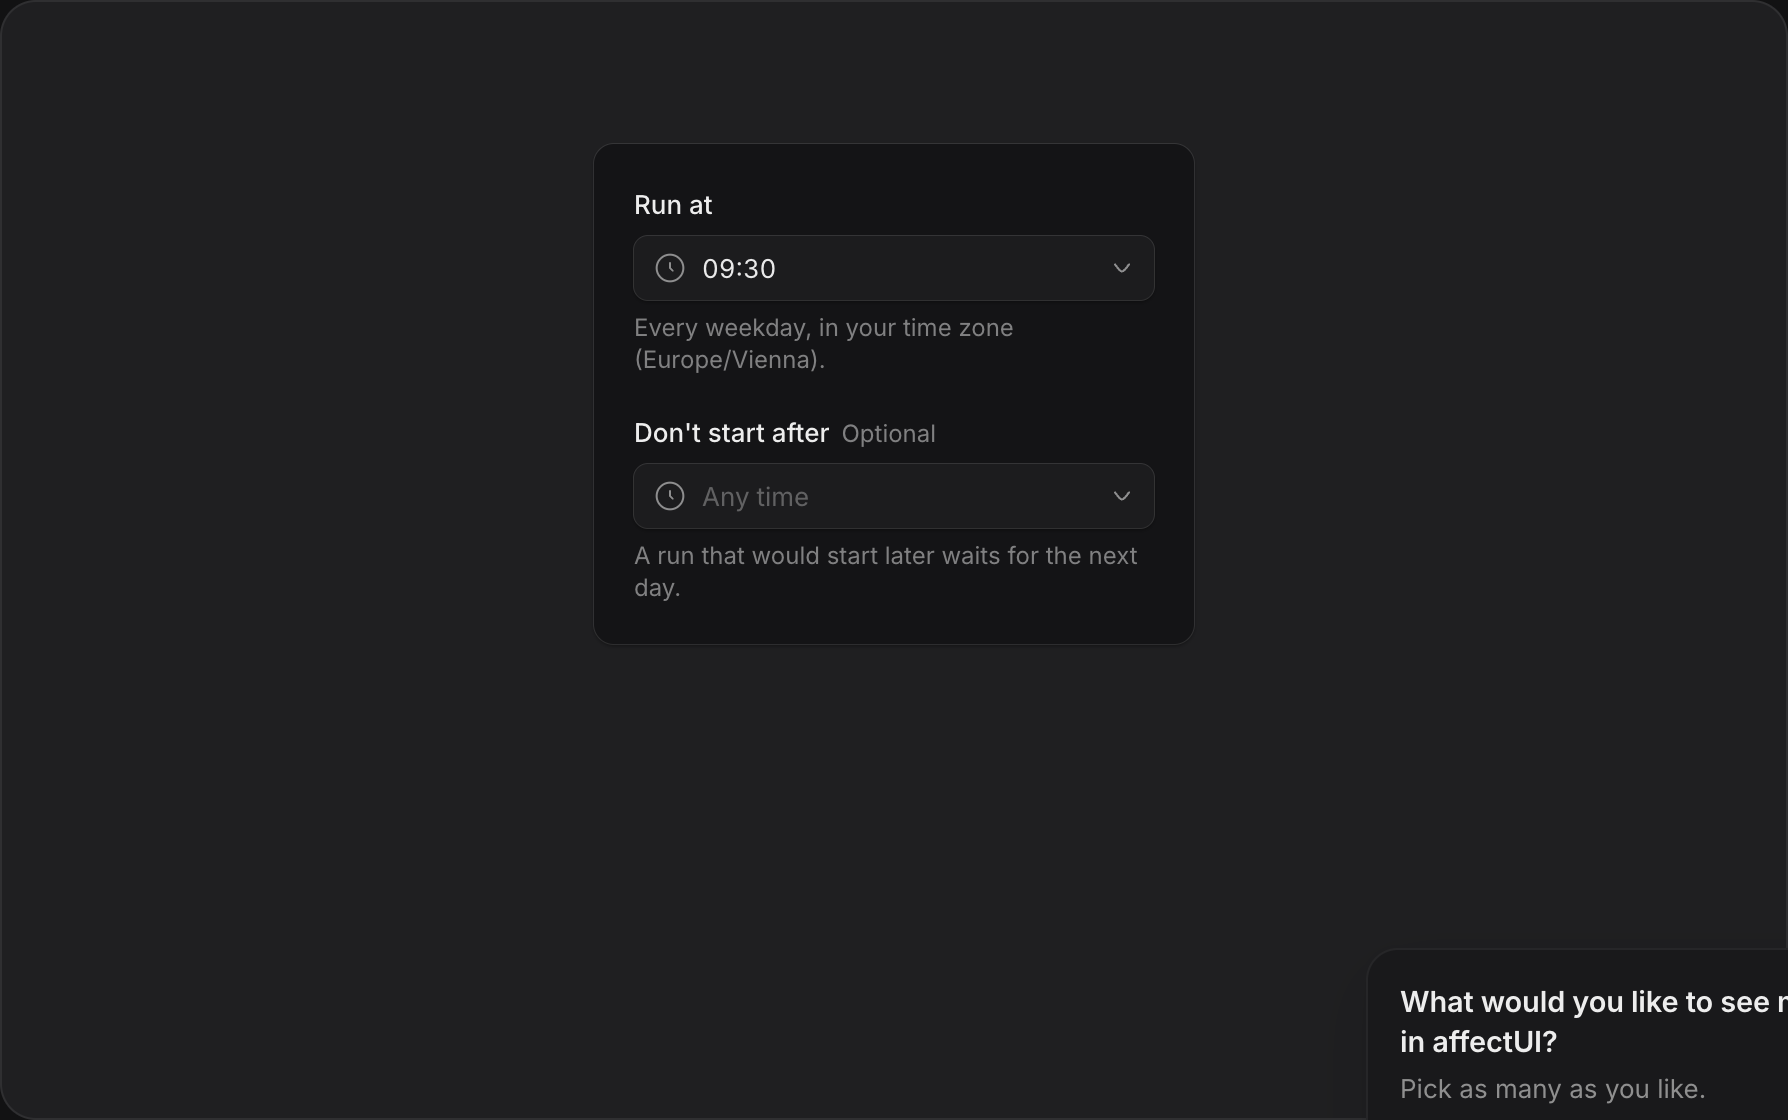 Run at
09:30
Every weekday, in your time zone
(Europe/Vienna).
Don't start after Optional
Any time
A run that would start later waits for the next
day.
What would you like to see
in affectUI?
Pick as many as you like.